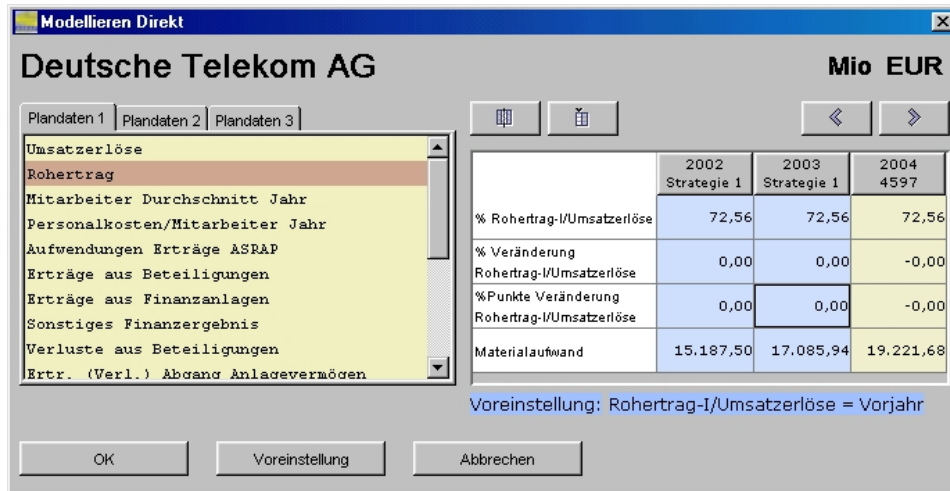 Modellieren Direkt
Deutsche Telekom AG
Mio EUR
Plandaten 1 Plandaten 2 Plandaten 3
Umsatzerlöse
Rohertrag
Mitarbeiter Durchschnitt Jahr
Personalkosten/Mitarbeiter Jahr
Aufwendungen Erträge ASRAP
Erträge aus Beteiligungen
Erträge aus Finanzanlagen
Sonstiges Finanzergebnis
Verluste aus Beteiligungen
Ertr. (Verl.) Abgang Anlagevermögen
2002 2003 2004
Strategie 1 Strategie 1 4597
% Rohertrag-I/Umsatzerlöse 72,56 72,56 72,56
% Veränderung
Rohertrag-I/Umsatzerlöse 0,00 0,00 -0,00
%Punkte Veränderung
Rohertrag-I/Umsatzerlöse 0,00 0,00 -0,00
Materialaufwand 15.187,50 17.085,94 19.221,68
Voreinstellung: Rohertrag-I/Umsatzerlöse = Vorjahr
OK Voreinstellung Abbrechen